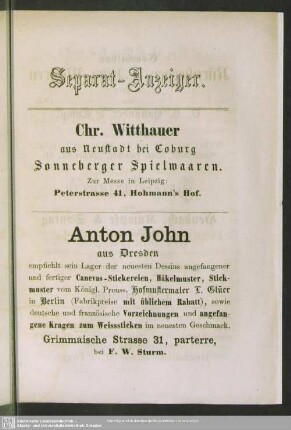 Separat-Anzeiger.
Chr. Witthauer
aus Neustadt bei Coburg
Sonneberger Spielwaaren.
Zur Messe in Leipzig:
Peterstrasse 41, Hohmann's Hof.
Anton John
aus Dresden
empfiehlt sein Lager der neuesten Dessins angefangener
und fertiger Canevas-Stickereien, Häkelmuster, Stick-
muster vom Königl. Preuss. Hofmustermaler L. Glüer
in Berlin (Fabrikpreise mit üblichem Rabatt), sowie
deutsche und französische Vorzeichnungen und angefan-
gene Kragen zum Weisssticken im neuesten Geschmack.
Grimmaische Strasse 31, parterre,
bei F. W. Sturm.